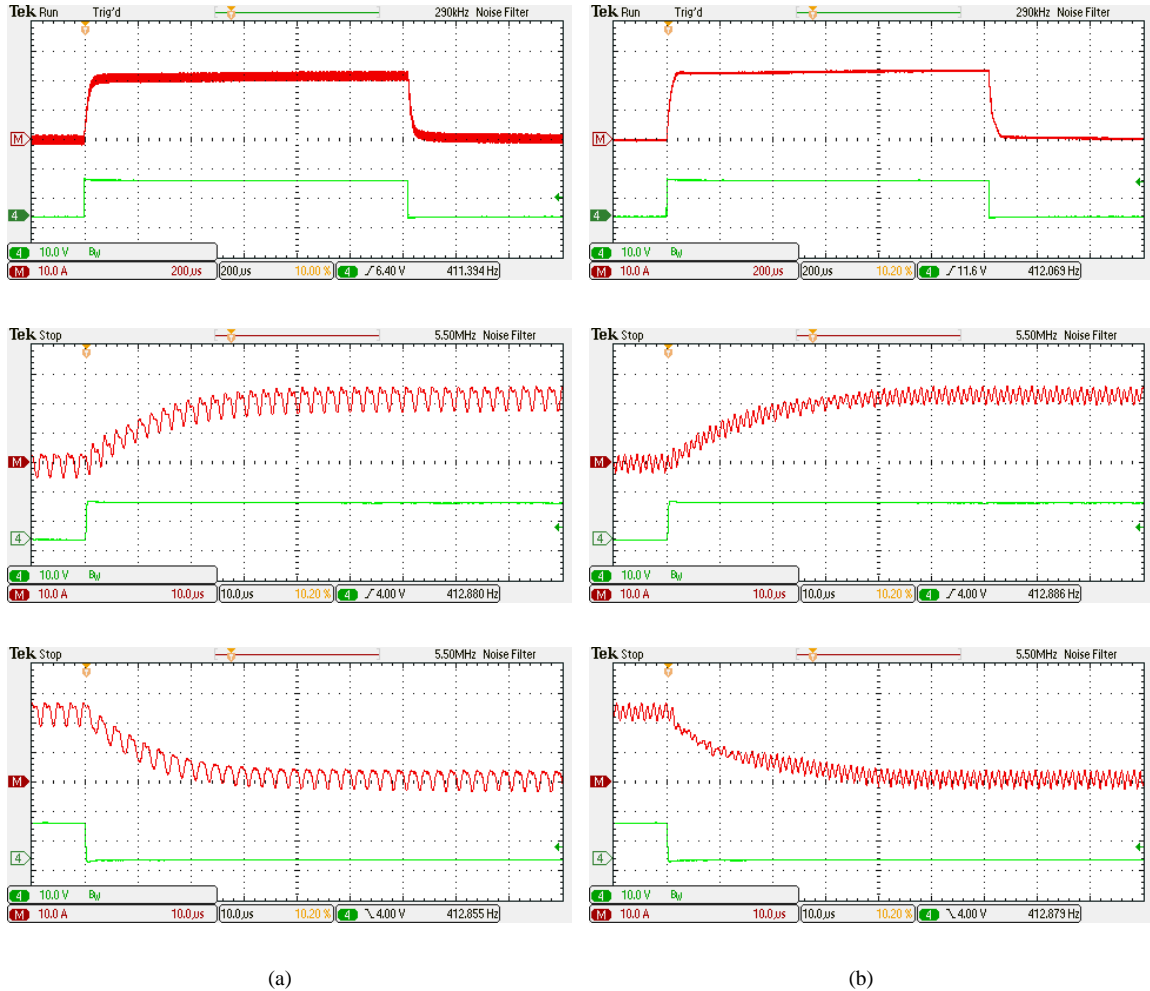 Tek Run Trig'd 290kHz Noise Filter
M
4
4 10.0 V BW
M 10.0 A 200µs 200µs 10.00 % 4 6.40 V 411.394 Hz
Tek Run Trig'd 290kHz Noise Filter
M
4
4 10.0 V BW
M 10.0 A 200µs 200µs 10.20 % 4 11.6 V 412.069 Hz
Tek Stop 5.50MHz Noise Filter
M
4
4 10.0 V BW
M 10.0 A 10.0µs 10.0µs 10.20 % 4 4.00 V 412.880 Hz
Tek Stop 5.50MHz Noise Filter
M
4
4 10.0 V BW
M 10.0 A 10.0µs 10.0µs 10.20 % 4 4.00 V 412.886 Hz
Tek Stop 5.50MHz Noise Filter
M
4
4 10.0 V BW
M 10.0 A 10.0µs 10.0µs 10.20 % 4 4.00 V 412.855 Hz
Tek Stop 5.50MHz Noise Filter
M
4
4 10.0 V BW
M 10.0 A 10.0µs 10.0µs 10.20 % 4 4.00 V 412.879 Hz
(a)
(b)